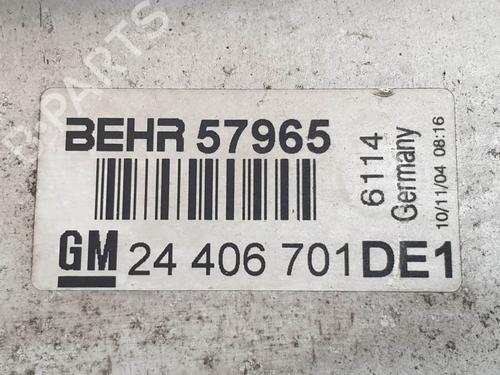 BEHR 57965
GM 24 406 701 DE1
6114
Germany
10/11/04 08:16
B-PARTS